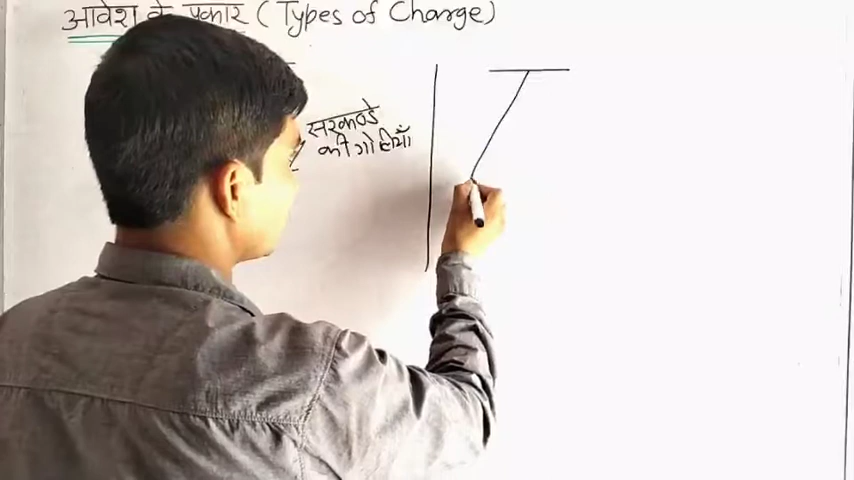 आवेश के प्रकार ( Types of Charge )
सरकण्डे
की गोलियाँ